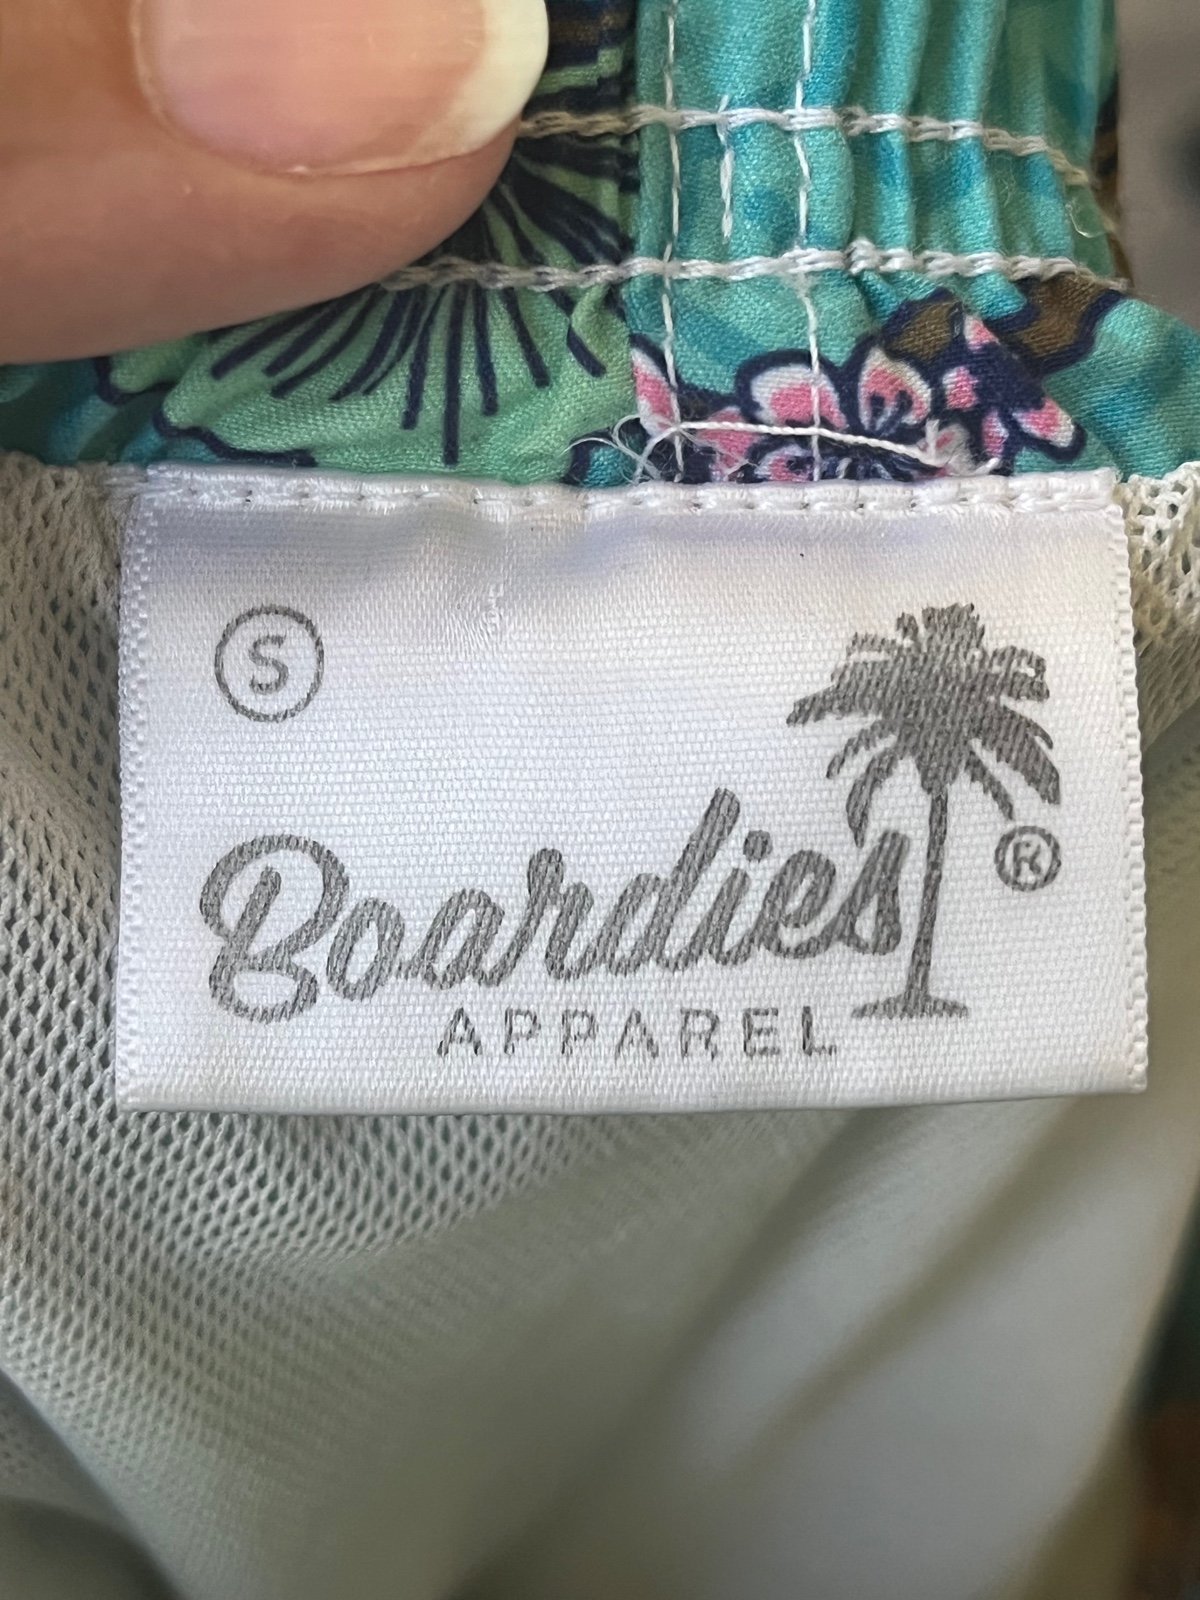 S
Boardies
®
APPAREL